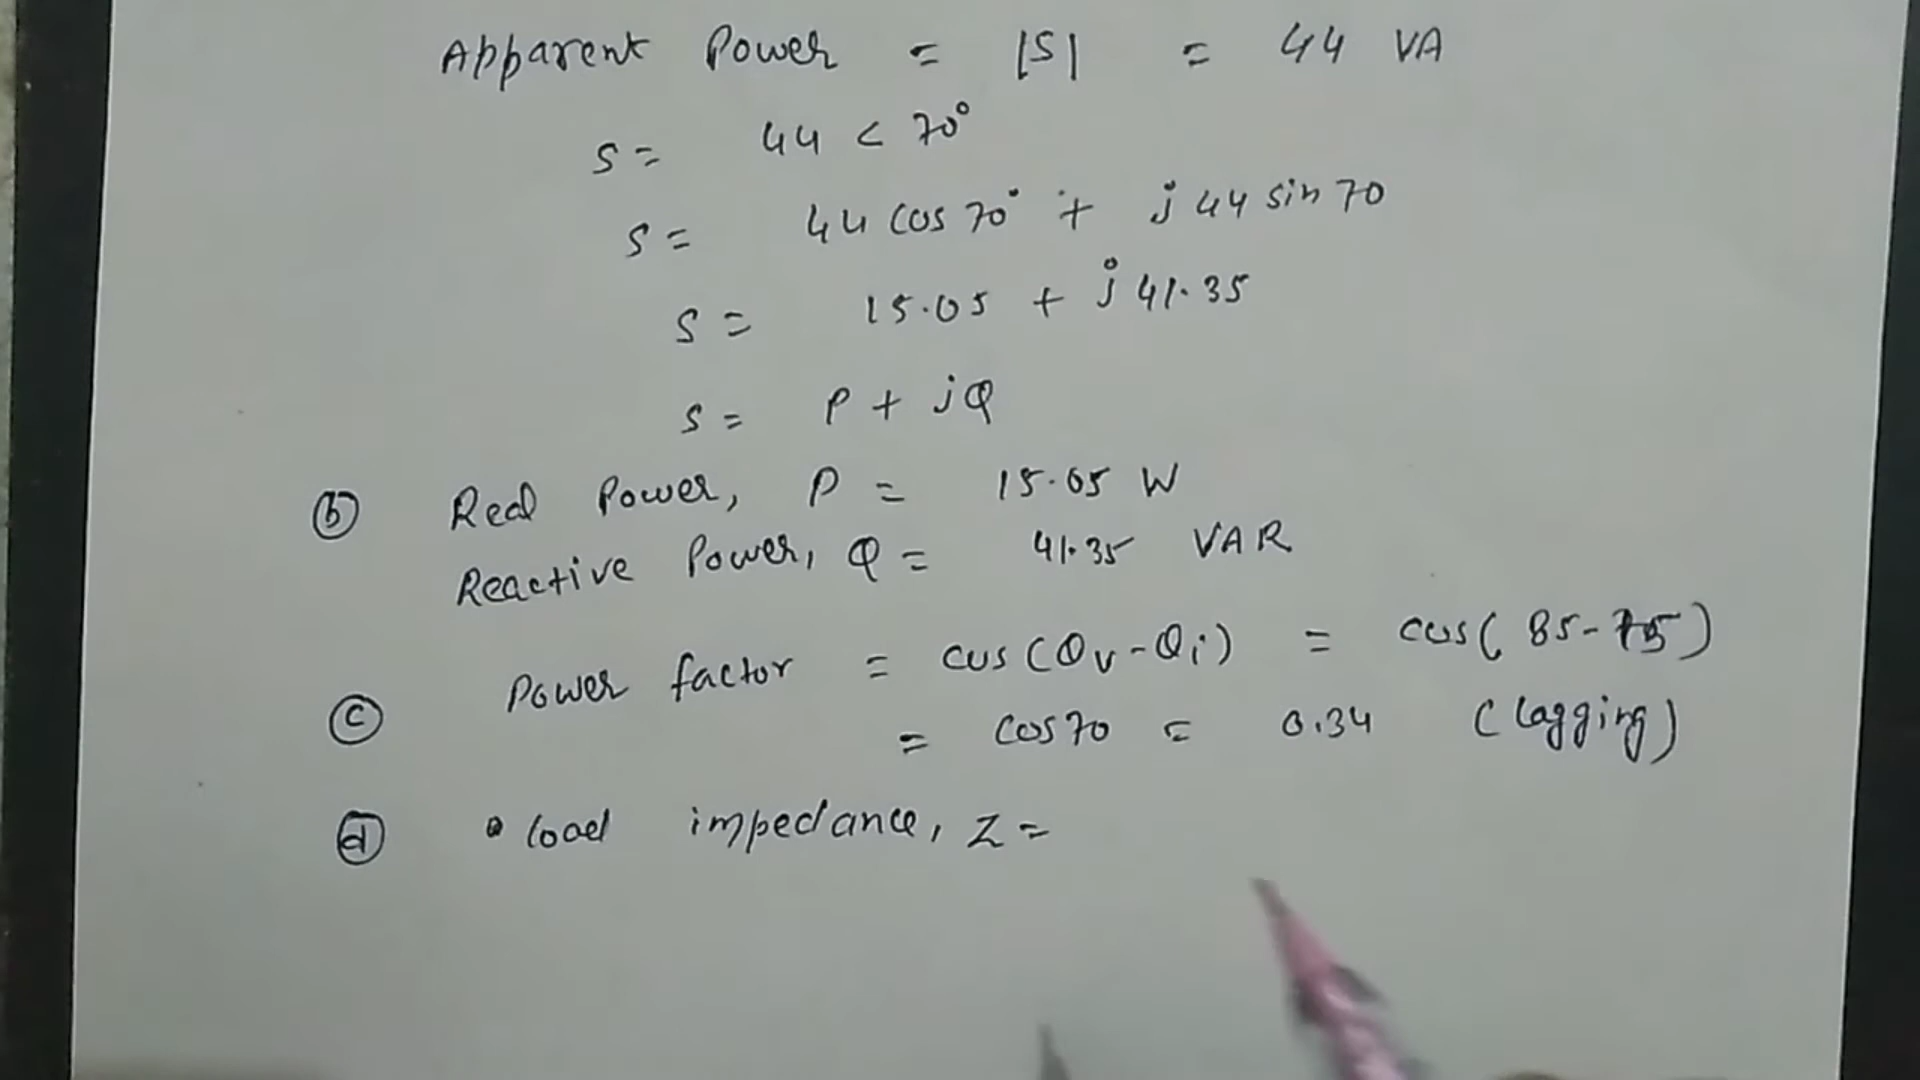 Apparent Power = |S| = 44 VA
S = 44 < 70°
S = 44 cos 70° + j 44 sin 70
S = 15.05 + j 41.35
S = P + jQ
(b) Real Power, P = 15.05 W
Reactive Power, Q = 41.35 VAR
(c) Power factor = cos (θv - θi) = cos( 85 - 15)
= cos 70 = 0.34 (lagging)
(d) load impedance, Z =